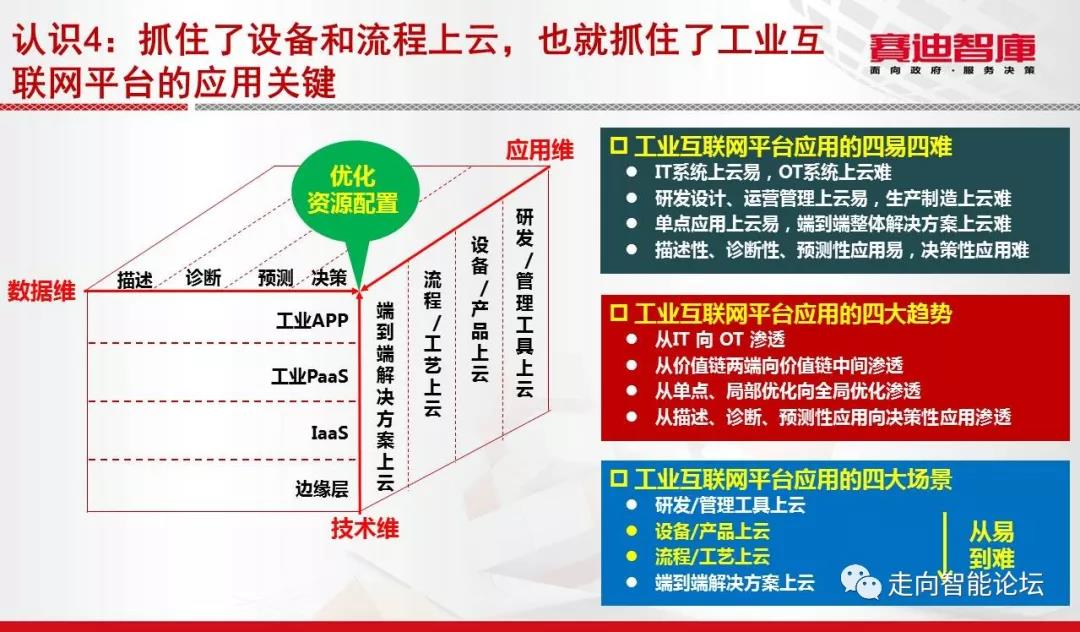 认识4：抓住了设备和流程上云，也就抓住了工业互
联网平台的应用关键
赛迪智库
面向政府·服务决策
应用维
优化
资源配置
数据维
描述
诊断
预测
决策
工业APP
工业PaaS
IaaS
边缘层
技术维
端到端解决方案上云
流程/工艺上云
设备/产品上云
研发/管理工具上云
工业互联网平台应用的四易四难
IT系统上云易，OT系统上云难
研发设计、运营管理上云易，生产制造上云难
单点应用上云易，端到端整体解决方案上云难
描述性、诊断性、预测性应用易，决策性应用难
工业互联网平台应用的四大趋势
从IT 向 OT 渗透
从价值链两端向价值链中间渗透
从单点、局部优化向全局优化渗透
从描述、诊断、预测性应用向决策性应用渗透
工业互联网平台应用的四大场景
研发/管理工具上云
设备/产品上云
流程/工艺上云
端到端解决方案上云
从易
到难
走向智能论坛